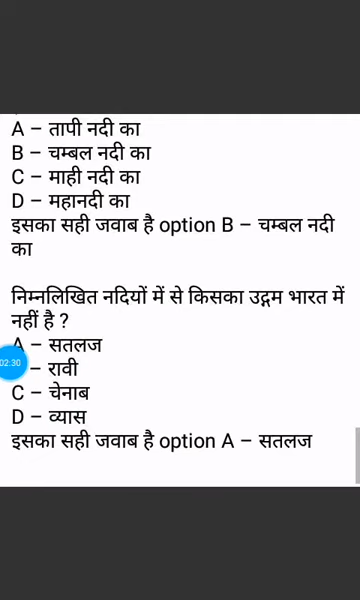 A – तापी नदी का
B – चम्बल नदी का
C – माही नदी का
D – महानदी का
इसका सही जवाब है option B – चम्बल नदी
का
निम्नलिखित नदियों में से किसका उद्गम भारत में
नहीं है ?
A – सतलज
– रावी
C – चेनाब
D – व्यास
इसका सही जवाब है option A – सतलज
02:30